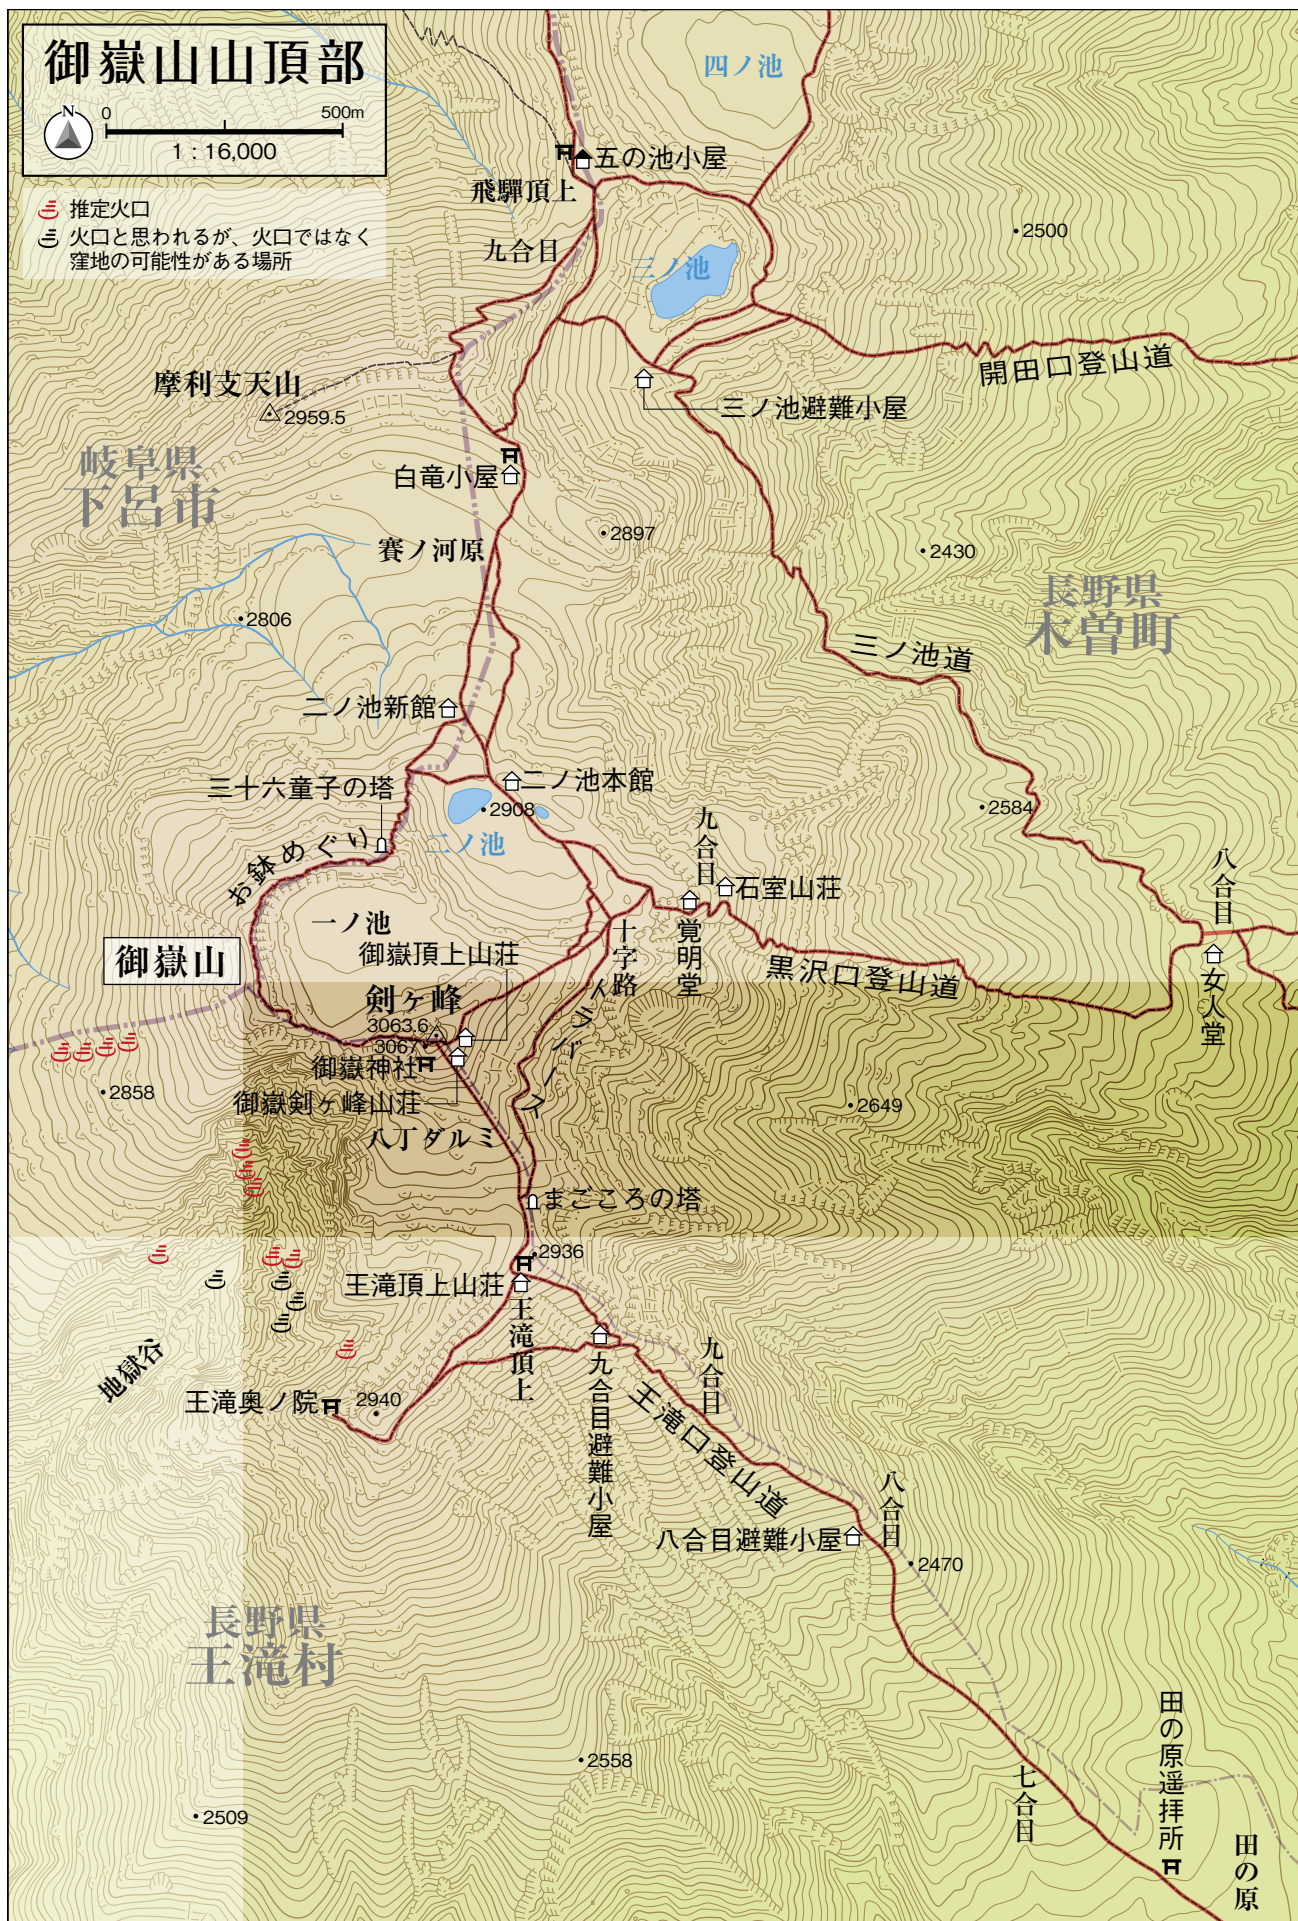 御嶽山山頂部
N
0 500m
1 : 16,000
推定火口
火口と思われるが、火口ではなく
窪地の可能性がある場所
四ノ池
五の池小屋
飛騨頂上
九合目
三ノ池
2500
開田口登山道
摩利支天山
2959.5
三ノ池避難小屋
岐阜県
下呂市
白竜小屋
2897
賽ノ河原
2430
長野県
木曽町
2806
三ノ池道
二ノ池新館
三十六童子の塔
二ノ池本館
2908
二ノ池
2584
九合目
石室山荘
八合目
お鉢めぐり
一ノ池
御嶽頂上山荘
十字路
覚明堂
黒沢口登山道
女人堂
御嶽山
剣ヶ峰
3063.6
3067
御嶽神社
トラバース
2858
御嶽剣ヶ峰山荘
2649
八丁ダルミ
まごころの塔
2936
王滝頂上山荘
王滝頂上
地獄谷
王滝奥ノ院
2940
九合目避難小屋
九合目
王滝口登山道
八合目
八合目避難小屋
2470
長野県
王滝村
2558
2509
七合目
田の原遥拝所
田の原